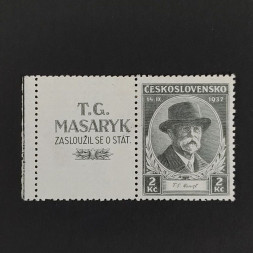 T.G.
MASARYK
ZASLOUŽIL SE O STÁT.
ČESKOSLOVENSKO
14. IX. 1937
2 Kč
2 Kč